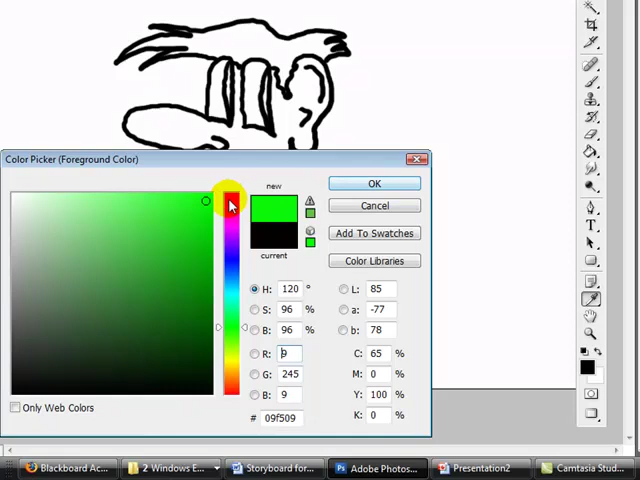 Color Picker (Foreground Color)
new
current
OK
Cancel
Add To Swatches
Color Libraries
H: 120 °
S: 96 %
B: 96 %
R: 9
G: 245
B: 9
# 09f509
L: 85
a: -77
b: 78
C: 65 %
M: 0 %
Y: 100 %
K: 0 %
Only Web Colors
T
Blackboard Ac...
2 Windows E...
Storyboard fo...
Ps
Adobe Photos...
Presentation2
Camtasia Stud...